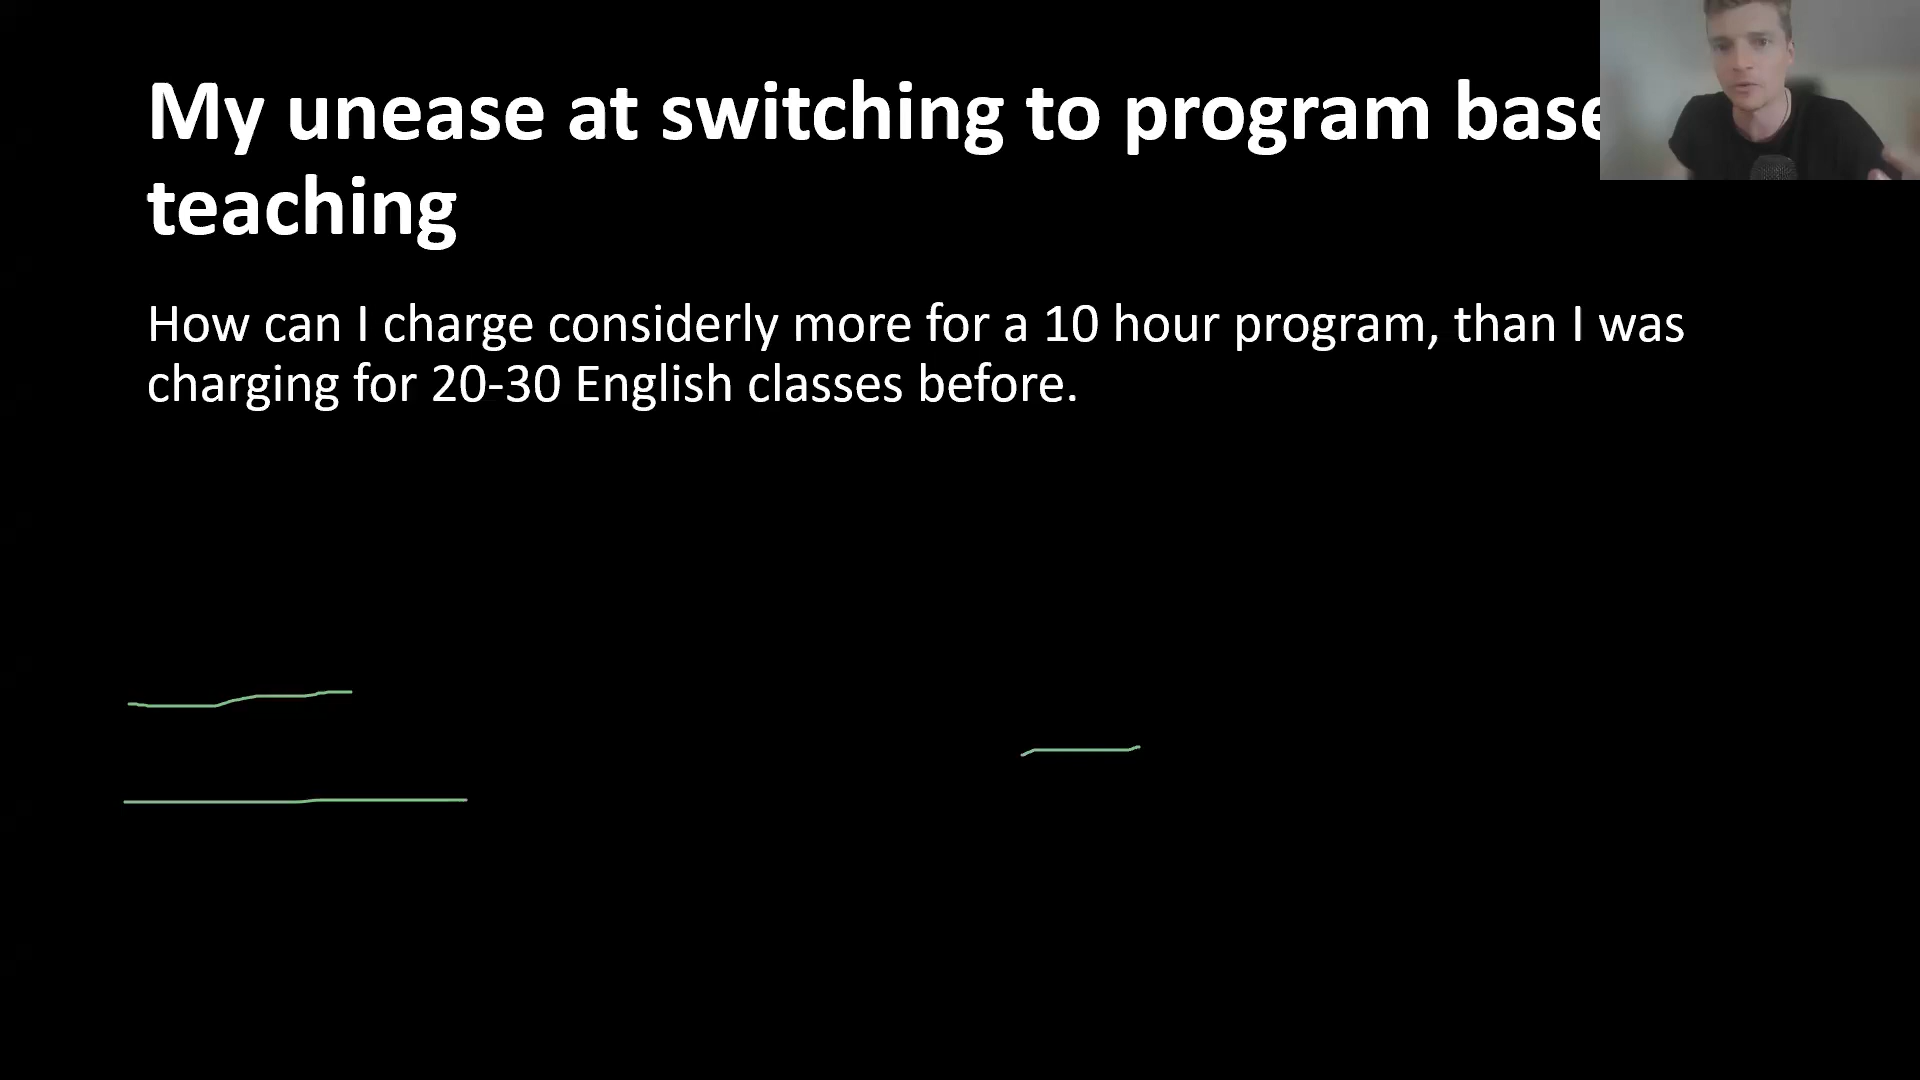 My unease at switching to program base
teaching
How can I charge considerly more for a 10 hour program, than I was
charging for 20-30 English classes before.